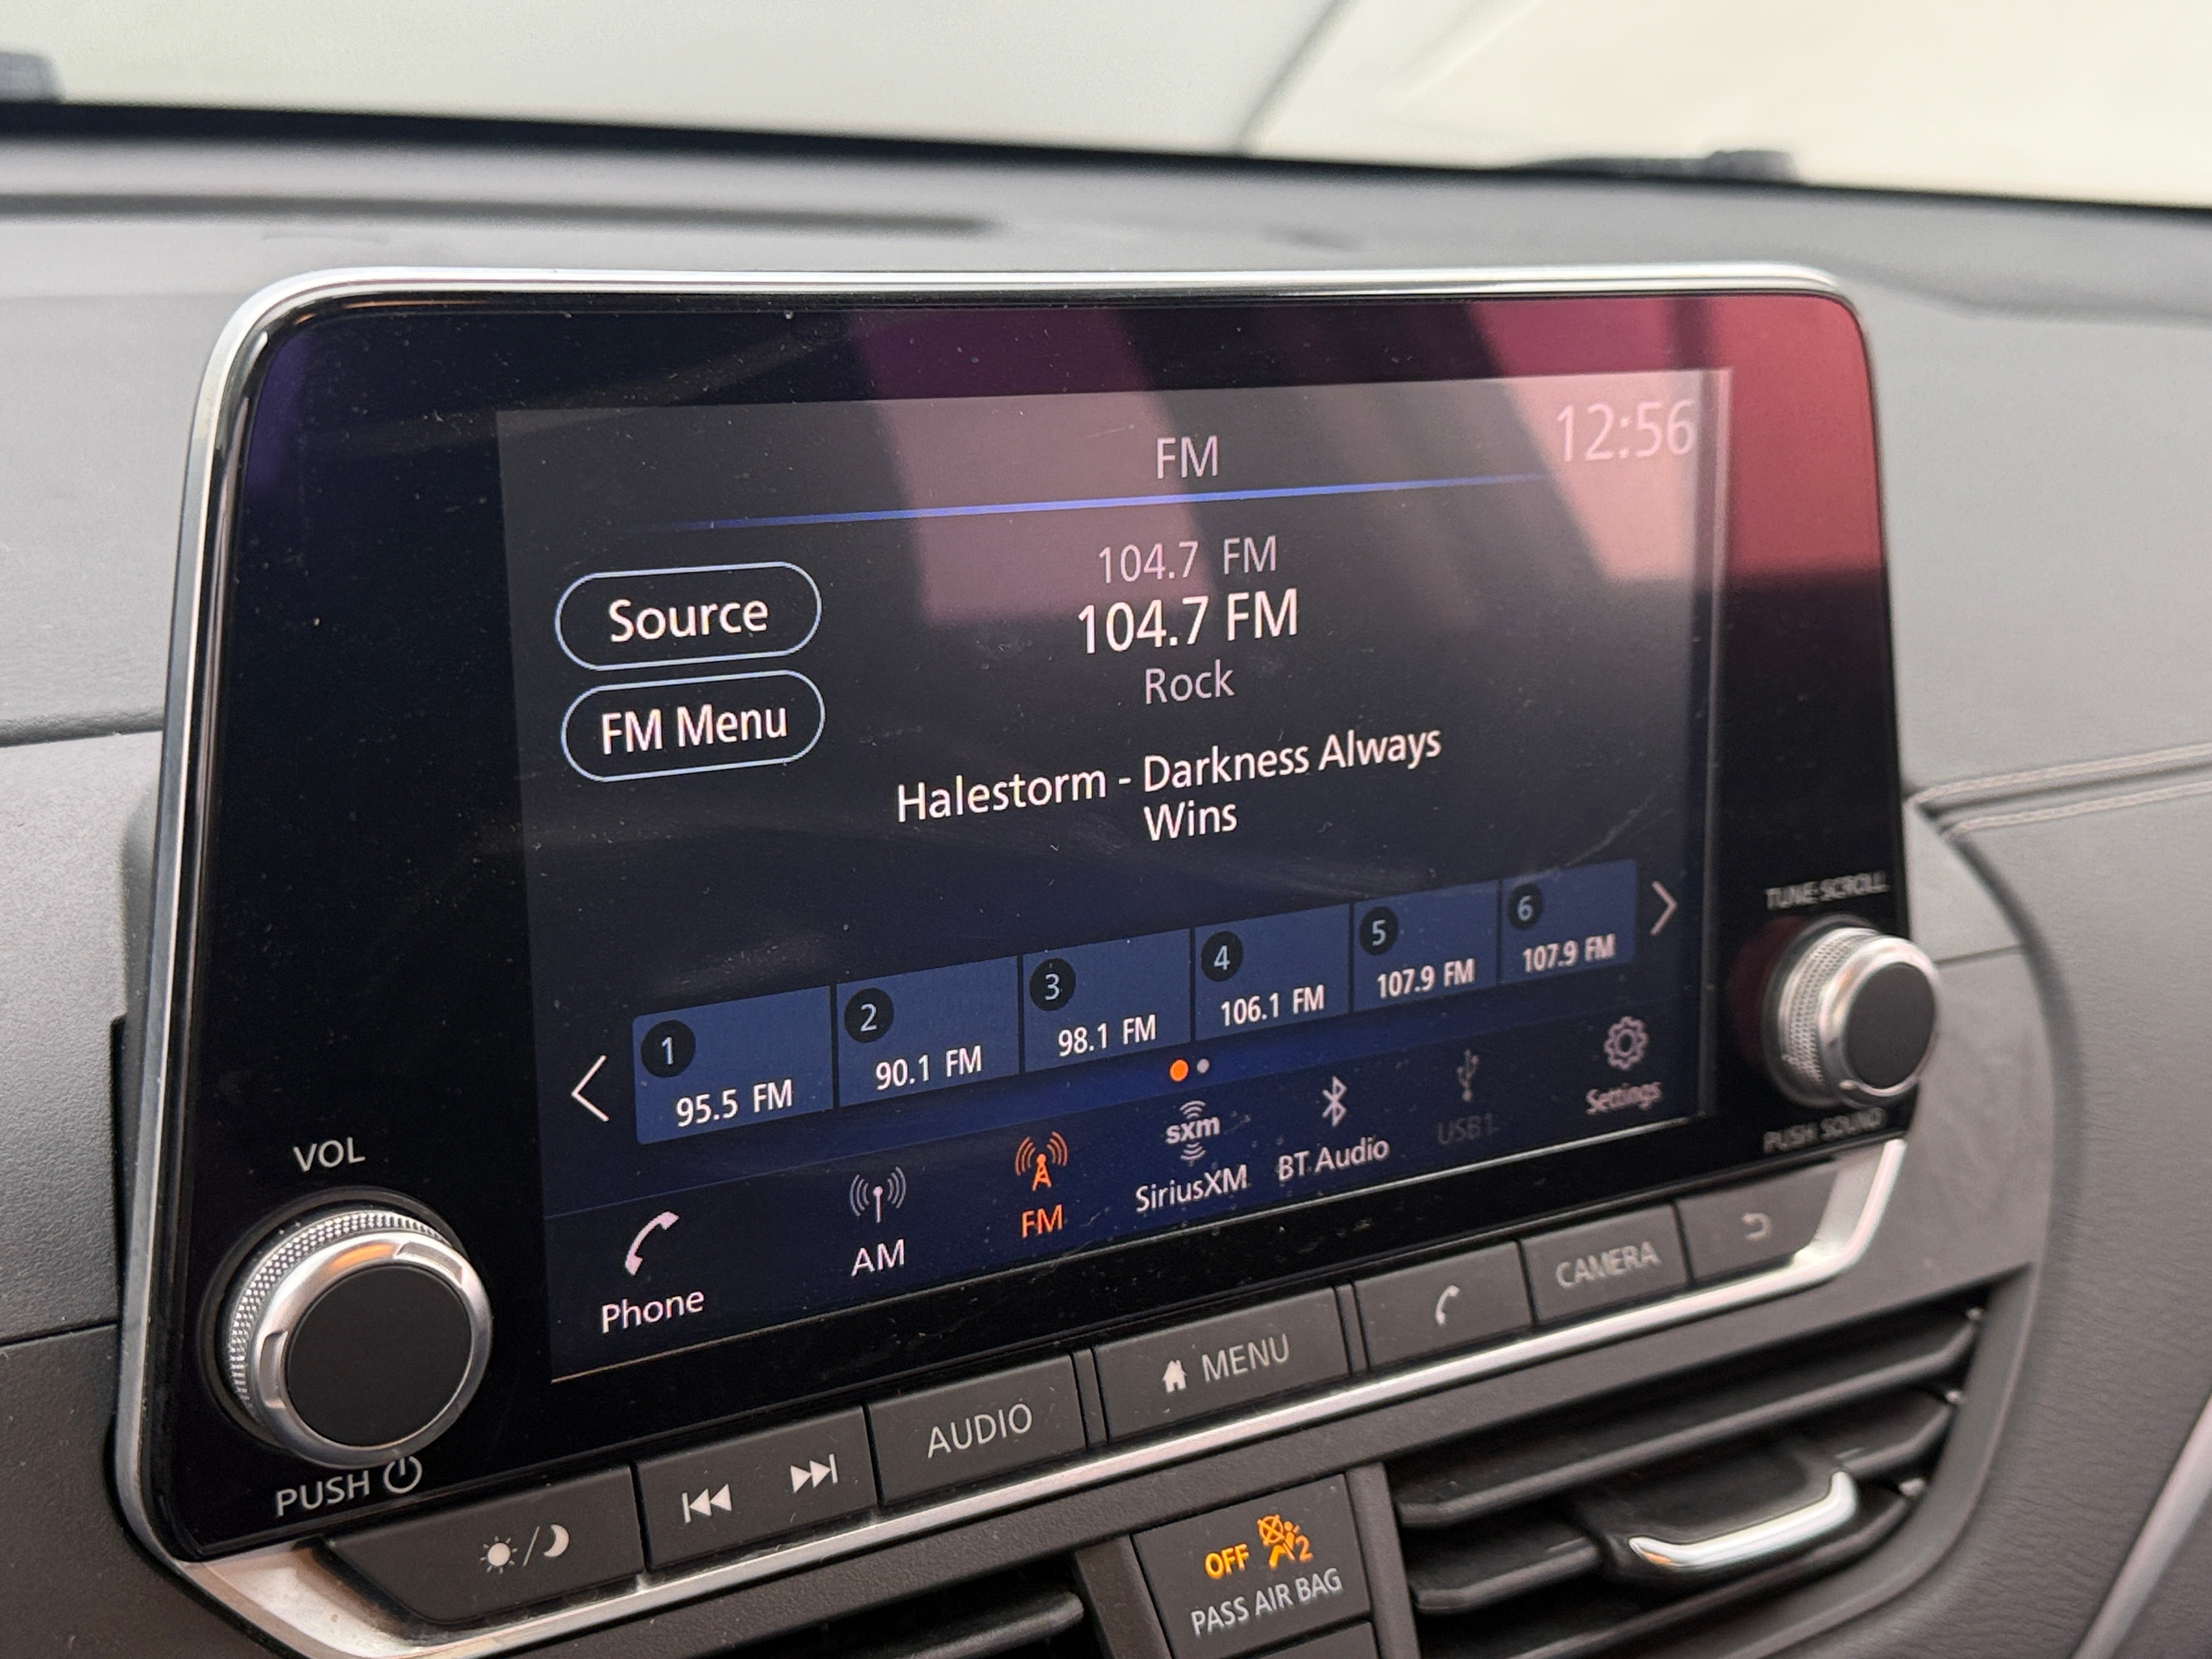 FM
12:56
104.7 FM
104.7 FM
Rock
Source
FM Menu
Halestorm - Darkness Always
Wins
1
95.5 FM
2
90.1 FM
3
98.1 FM
4
106.1 FM
5
107.9 FM
6
107.9 FM
Phone
AM
FM
sxm
SiriusXM
BT Audio
USB1
Settings
VOL
PUSH
TUNE·SCROLL
PUSH SOUND
AUDIO
MENU
CAMERA
OFF
2
PASS AIR BAG